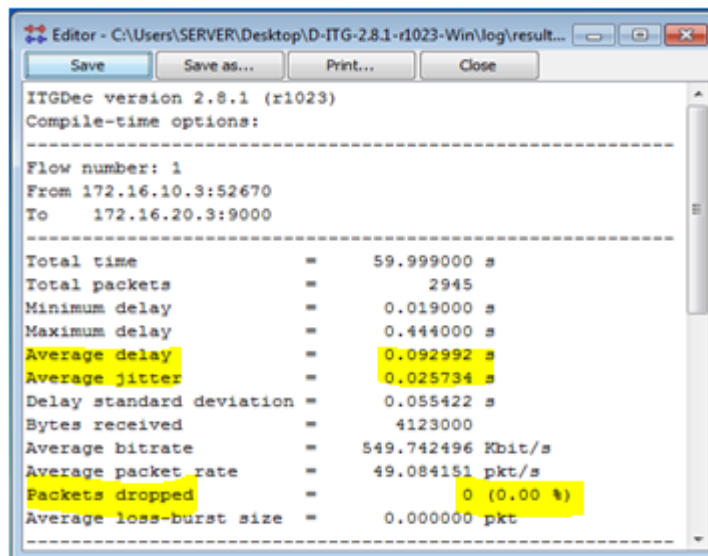 Editor - C:\Users\SERVER\Desktop\D-ITG-2.8.1-r1023-Win\log\result...
Save Save as... Print... Close
ITGDec version 2.8.1 (r1023)
Compile-time options:
----------------------------------------------------------
Flow number: 1
From 172.16.10.3:52670
To 172.16.20.3:9000
----------------------------------------------------------
Total time = 59.999000 s
Total packets = 2945
Minimum delay = 0.019000 s
Maximum delay = 0.444000 s
Average delay = 0.092992 s
Average jitter = 0.025734 s
Delay standard deviation = 0.055422 s
Bytes received = 4123000
Average bitrate = 549.742496 Kbit/s
Average packet rate = 49.084151 pkt/s
Packets dropped = 0 (0.00 %)
Average loss-burst size = 0.000000 pkt
----------------------------------------------------------